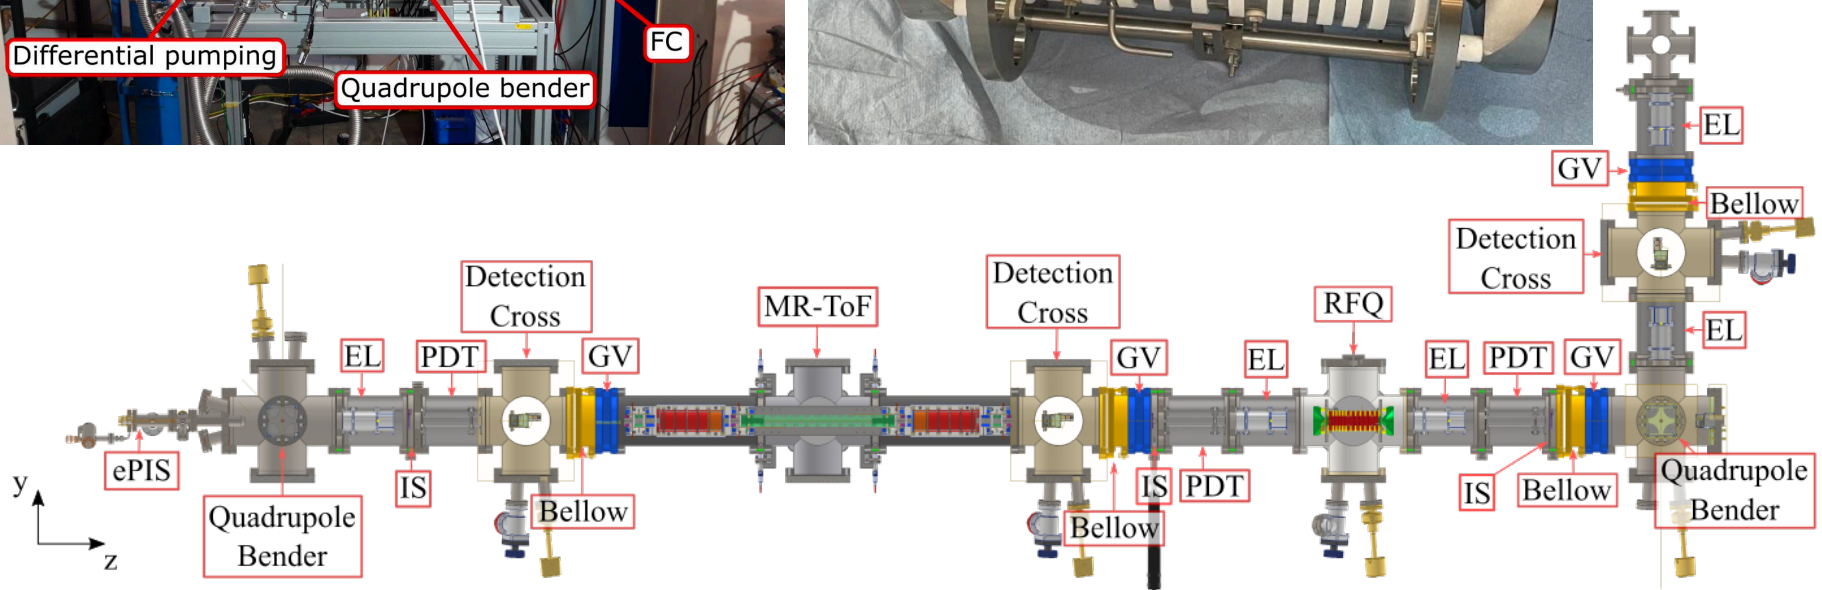 Differential pumping
Quadrupole bender
FC
EL
GV
Bellow
Detection
Cross
EL
Detection
Cross
MR-ToF
Detection
Cross
RFQ
EL
PDT
GV
GV
EL
EL
PDT
GV
ePIS
IS
Bellow
IS
PDT
IS
Bellow
Quadrupole
Bender
Bellow
Quadrupole
Bender
y
z